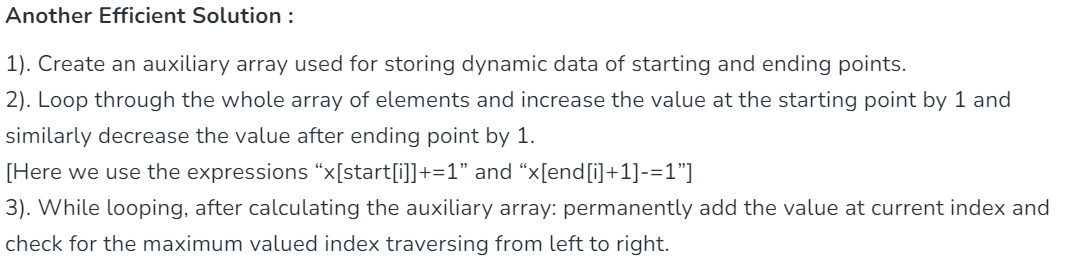 Another Efficient Solution :
1). Create an auxiliary array used for storing dynamic data of starting and ending points.
2). Loop through the whole array of elements and increase the value at the starting point by 1 and
similarly decrease the value after ending point by 1.
[Here we use the expressions “x[start[i]]+=1” and “x[end[i]+1]-=1”]
3). While looping, after calculating the auxiliary array: permanently add the value at current index and
check for the maximum valued index traversing from left to right.